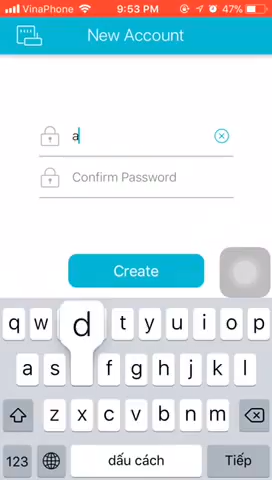 VinaPhone 9:53 PM 47%
New Account
a
Confirm Password
Create
q w d t y u i o p
a s f g h j k l
z x c v b n m
123 dấu cách Tiếp